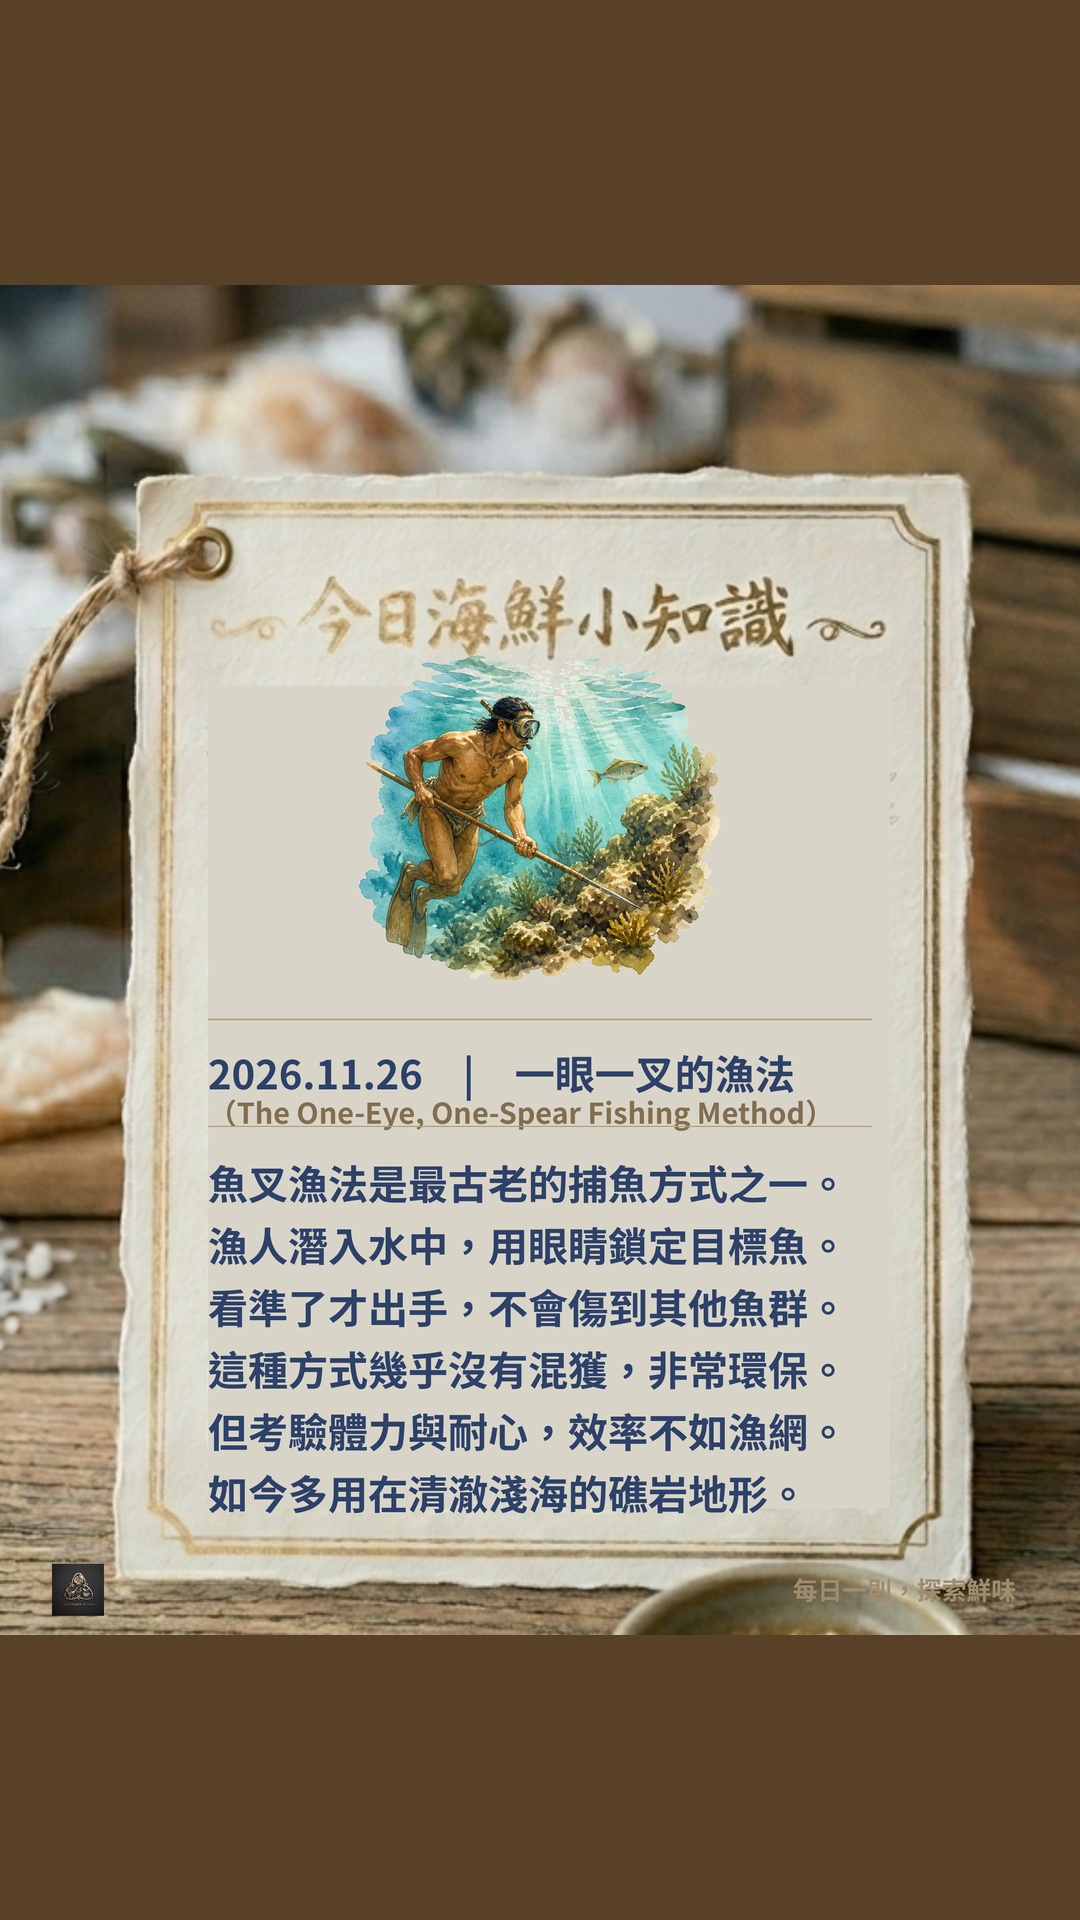 今日海鮮小知識
2026.11.26 | 一眼一叉的漁法
（The One-Eye, One-Spear Fishing Method）
魚叉漁法是最古老的捕魚方式之一。
漁人潛入水中，用眼睛鎖定目標魚。
看準了才出手，不會傷到其他魚群。
這種方式幾乎沒有混獲，非常環保。
但考驗體力與耐心，效率不如漁網。
如今多用在清澈淺海的礁岩地形。
每日一則，探索鮮味